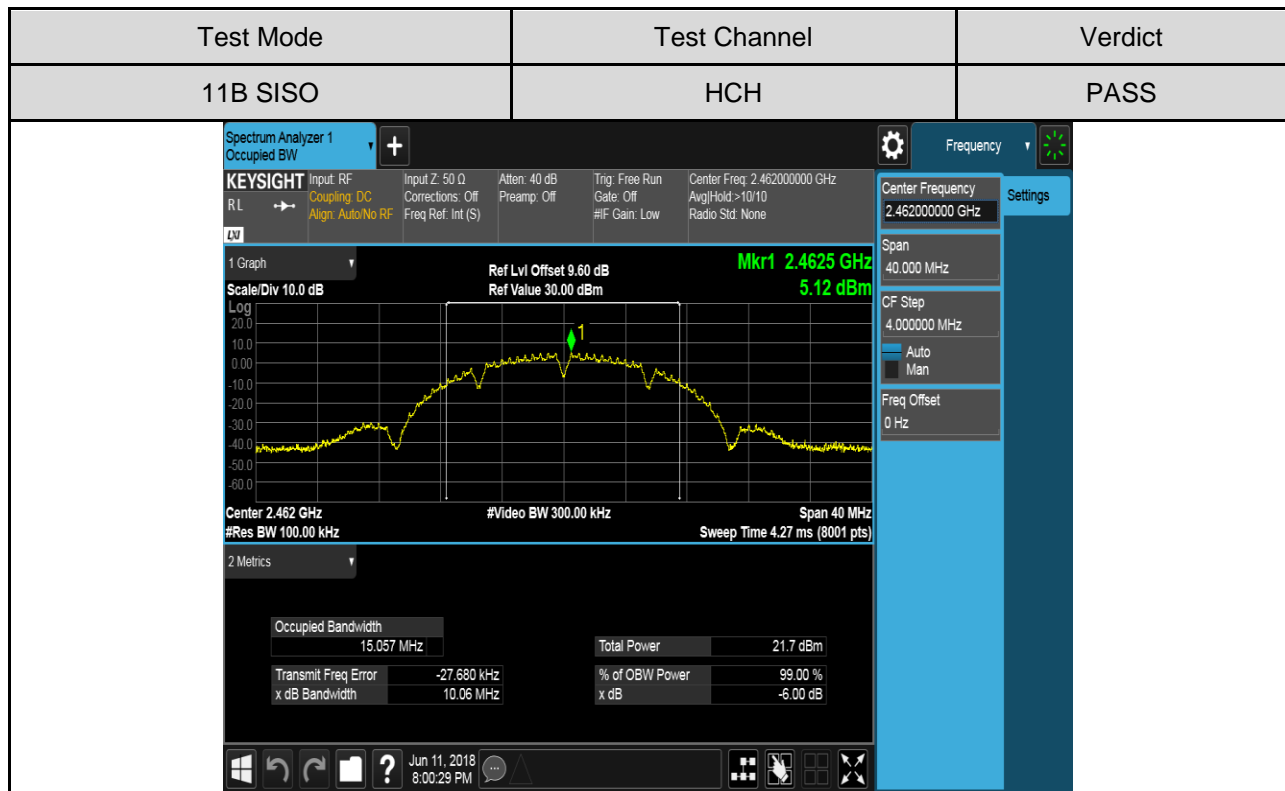 Test Mode Test Channel Verdict
11B SISO HCH PASS
Spectrum Analyzer 1
Occupied BW
+
Frequency
KEYSIGHT Input: RF Input Z: 50 Ω Atten: 40 dB Trig: Free Run Center Freq: 2.462000000 GHz
RL Coupling: DC Corrections: Off Preamp: Off Gate: Off Avg|Hold:>10/10
Align: Auto/No RF Freq Ref: Int (S) #IF Gain: Low Radio Std: None
LXI
Center Frequency
2.462000000 GHz
Settings
Span
40.000 MHz
CF Step
4.000000 MHz
Auto
Man
Freq Offset
0 Hz
1 Graph
Ref Lvl Offset 9.60 dB
Mkr1 2.4625 GHz
Scale/Div 10.0 dB
Ref Value 30.00 dBm
5.12 dBm
Log
20.0
10.0
0.00
-10.0
-20.0
-30.0
-40.0
-50.0
-60.0
1
Center 2.462 GHz #Video BW 300.00 kHz Span 40 MHz
#Res BW 100.00 kHz Sweep Time 4.27 ms (8001 pts)
2 Metrics
Occupied Bandwidth
15.057 MHz
Total Power 21.7 dBm
Transmit Freq Error -27.680 kHz % of OBW Power 99.00 %
x dB Bandwidth 10.06 MHz x dB -6.00 dB
? Jun 11, 2018
8:00:29 PM